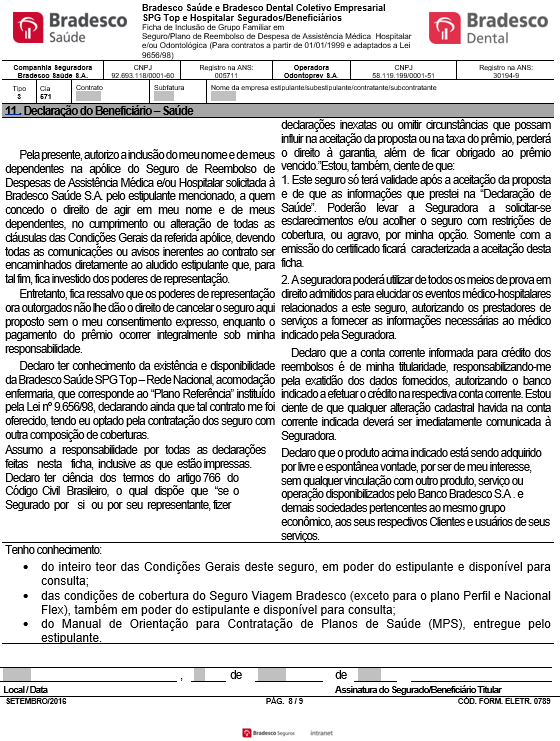 Bradesco
Saúde
Bradesco Saúde e Bradesco Dental Coletivo Empresarial
SPG Top e Hospitalar Segurados/Beneficiários
Ficha de Inclusão de Grupo Familiar em
Seguro/Plano de Reembolso de Despesa de Assistência Médica Hospitalar
e/ou Odontológica (Para contratos a partir de 01/01/1999 e adaptados a Lei
9656/98)
Bradesco
Dental
Companhia Seguradora
Bradesco Saúde S.A.
CNPJ
92.693.118/0001-60
Registro na ANS:
005711
Operadora
Odontoprev S.A.
CNPJ
58.119.199/0001-51
Registro na ANS:
30194-9
Tipo
3
Cia
571
Contrato
Subfatura
Nome da empresa estipulante/subestipulante/contratante/subcontratante
11. Declaração do Beneficiário – Saúde
Pela presente, autorizo a inclusão do meu nome e de meus
dependentes na apólice do Seguro de Reembolso de
Despesas de Assistência Médica e/ou Hospitalar solicitada à
Bradesco Saúde S.A. pelo estipulante mencionado, a quem
concedo o direito de agir em meu nome e de meus
dependentes, no cumprimento ou alteração de todas as
cláusulas das Condições Gerais da referida apólice, devendo
todas as comunicações ou avisos inerentes ao contrato ser
encaminhados diretamente ao aludido estipulante que, para
tal fim, fica investido dos poderes de representação.
Entretanto, fica ressalvo que os poderes de representação
ora outorgados não lhe dão o direito de cancelar o seguro aqui
proposto sem o meu consentimento expresso, enquanto o
pagamento do prêmio ocorrer integralmente sob minha
responsabilidade.
Declaro ter conhecimento da existência e disponibilidade
da Bradesco Saúde SPG Top – Rede Nacional, acomodação
enfermaria, que corresponde ao “Plano Referência” instituído
pela Lei nº 9.656/98, declarando ainda que tal contrato me foi
oferecido, tendo eu optado pela contratação dos seguro com
outra composição de coberturas.
Assumo a responsabilidade por todas as declarações
feitas nesta ficha, inclusive as que estão impressas.
Declaro ter ciência dos termos do artigo 766 do
Código Civil Brasileiro, o qual dispõe que “se o
Segurado por si ou por seu representante, fizer
declarações inexatas ou omitir circunstâncias que possam
influir na aceitação da proposta ou na taxa do prêmio, perderá
o direito à garantia, além de ficar obrigado ao prêmio
vencido.”Estou, também, ciente de que:
1. Este seguro só terá validade após a aceitação da proposta
e de que as informações que prestei na “Declaração de
Saúde”. Poderão levar a Seguradora a solicitar-se
esclarecimentos e/ou acolher o seguro com restrições de
cobertura, ou agravo, por minha opção. Somente com a
emissão do certificado ficará caracterizada a aceitação desta
ficha.
2. A seguradora poderá utilizar de todos os meios de prova em
direito admitidos para elucidar os eventos médico-hospitalares
relacionados a este seguro, autorizando os prestadores de
serviços a fornecer as informações necessárias ao médico
indicado pela Seguradora.
Declaro que a conta corrente informada para crédito dos
reembolsos é de minha titularidade, responsabilizando-me
pela exatidão dos dados fornecidos, autorizando o banco
indicado a efetuar o crédito na respectiva conta corrente. Estou
ciente de que qualquer alteração cadastral havida na conta
corrente indicada deverá ser imediatamente comunicada à
Seguradora.
Declaro que o produto acima indicado está sendo adquirido
por livre e espontânea vontade, por ser de meu interesse,
sem qualquer vinculação com outro produto, serviço ou
operação disponibilizados pelo Banco Bradesco S.A. e
demais sociedades pertencentes ao mesmo grupo
econômico, aos seus respectivos Clientes e usuários de seus
serviços.
Tenho conhecimento:
• do inteiro teor das Condições Gerais deste seguro, em poder do estipulante e disponível para
consulta;
• das condições de cobertura do Seguro Viagem Bradesco (exceto para o plano Perfil e Nacional
Flex), também em poder do estipulante e disponível para consulta;
• do Manual de Orientação para Contratação de Planos de Saúde (MPS), entregue pelo
estipulante.
, de de
Local / Data
Assinatura do Segurado/Beneficiário Titular
SETEMBRO/2016
PÁG. 8 / 9
CÓD. FORM. ELETR. 0789
Bradesco Seguros intranet